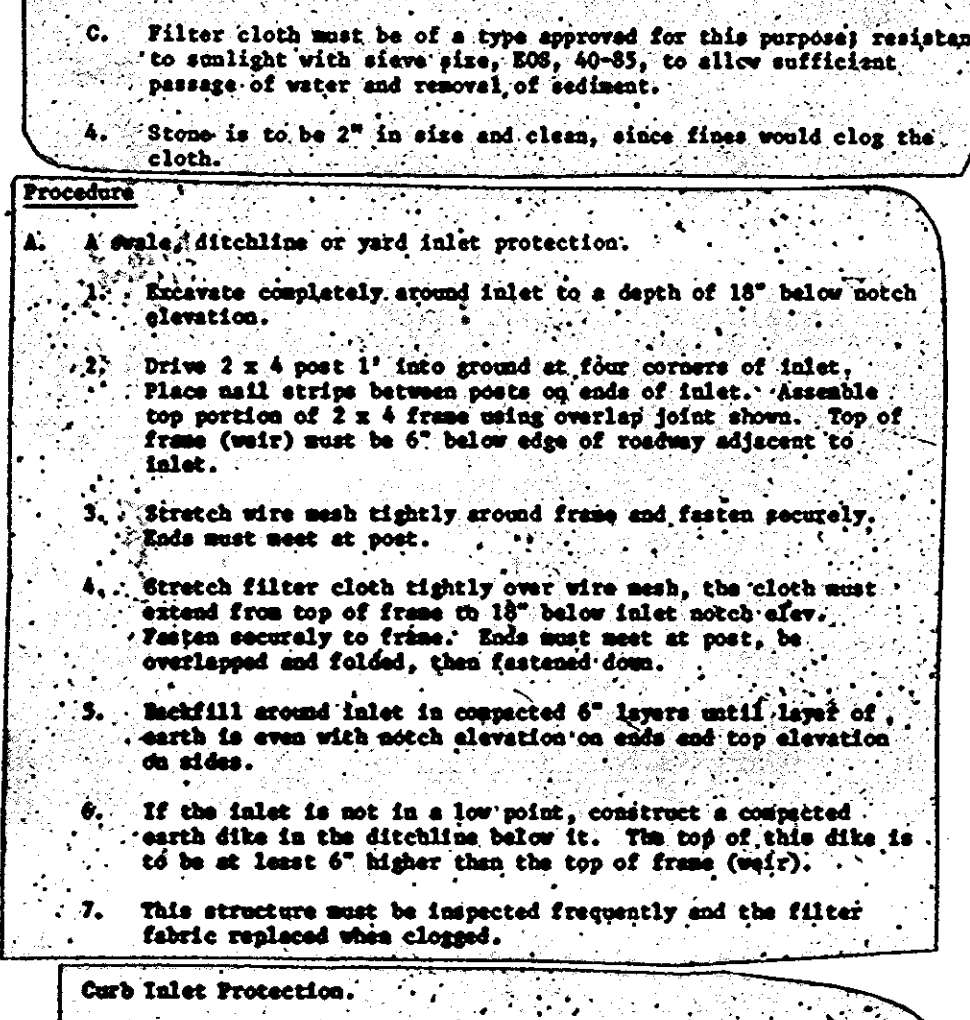 C. Filter cloth must be of a type approved for this purpose; resistan
to sunlight with sieve size, EOS, 40-85, to allow sufficient
passage of water and removal of sediment.
4. Stone is to be 2" in size and clean, since fines would clog the
cloth.
Procedure
A. A swale, ditchline or yard inlet protection.
1. Excavate completely around inlet to a depth of 18" below notch
elevation.
2. Drive 2 x 4 post 1' into ground at four corners of inlet.
Place nail strips between posts on ends of inlet. Assemble
top portion of 2 x 4 frame using overlap joint shown. Top of
frame (weir) must be 6" below edge of roadway adjacent to
inlet.
3. Stretch wire mesh tightly around frame and fasten securely.
Ends must meet at post.
4. Stretch filter cloth tightly over wire mesh, the cloth must
extend from top of frame to 18" below inlet notch elev.
Fasten securely to frame. Ends must meet at post, be
overlapped and folded, then fastened down.
5. Backfill around inlet in compacted 6" layers until layer of
earth is even with notch elevation on ends and top elevation
on sides.
6. If the inlet is not in a low point, construct a compacted
earth dike in the ditchline below it. The top of this dike is
to be at least 6" higher than the top of frame (weir).
7. This structure must be inspected frequently and the filter
fabric replaced when clogged.
Curb Inlet Protection.